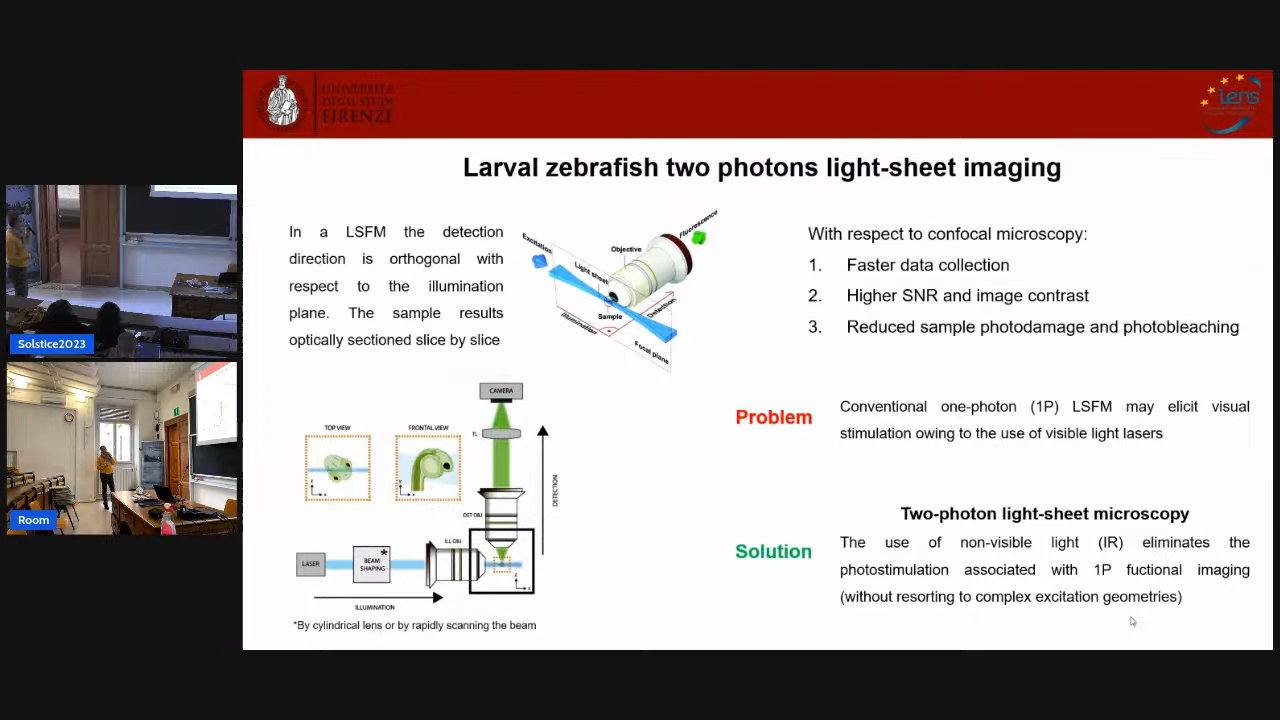 UNIVERSITÀ
DEGLI STUDI
FIRENZE
Lens
Larval zebrafish two photons light-sheet imaging
In a LSFM the detection
direction is orthogonal with
respect to the illumination
plane. The sample results
optically sectioned slice by slice
Excitation
Light sheet
Objective
Fluorescence
Sample
Illumination
Detection
Focal plane
With respect to confocal microscopy:
1. Faster data collection
2. Higher SNR and image contrast
3. Reduced sample photodamage and photobleaching
Solstice2023
Room
CAMERA
TL
TOP VIEW
FRONTAL VIEW
DET OBJ
DETECTION
ILL OBJ
LASER
BEAM
SHAPING
*
ILLUMINATION
*By cylindrical lens or by rapidly scanning the beam
Problem
Conventional one-photon (1P) LSFM may elicit visual
stimulation owing to the use of visible light lasers
Two-photon light-sheet microscopy
Solution
The use of non-visible light (IR) eliminates the
photostimulation associated with 1P fuctional imaging
(without resorting to complex excitation geometries)